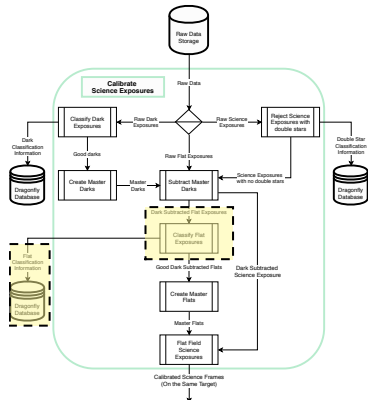 Raw Data
Storage
Calibrate
Science Exposures
Raw Data
Classify Dark
Exposures
Raw Dark
Exposures
Raw Science
Exposures
Reject Science
Exposures with
double stars
Dark
Classification
Information
Good darks
Raw Flat Exposures
Double Star
Classification
Information
Dragonfly
Database
Create Master
Darks
Master
Darks
Subtract Master
Darks
Science Exposures
with no double stars
Dragonfly
Database
Dark Subtracted Flat Exposures
Classify Flat
Exposures
Flat
Classification
Information
Good Dark Subtracted Flats
Dark Subtracted
Science Exposure
Dragonfly
Database
Create Master
Flats
Master Flats
Flat Field
Science
Exposures
Calibrated Science Frames
(On the Same Target)